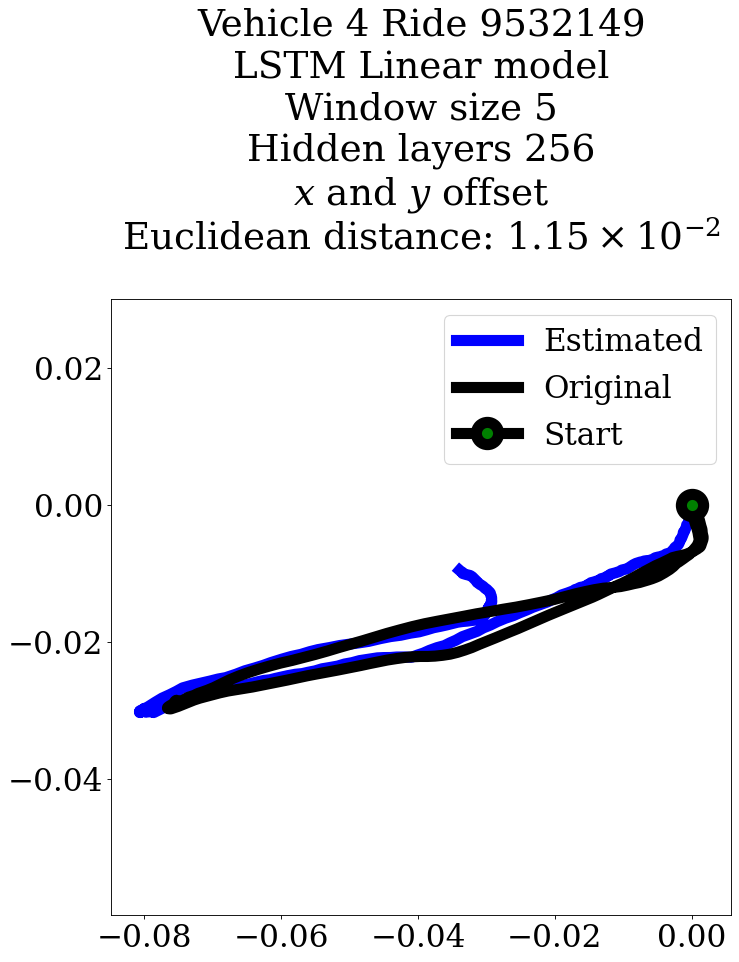 Vehicle 4 Ride 9532149
LSTM Linear model
Window size 5
Hidden layers 256
x and y offset
Euclidean distance: 1.15 × 10⁻²
Estimated
Original
Start
0.02
0.00
−0.02
−0.04
−0.08 −0.06 −0.04 −0.02 0.00